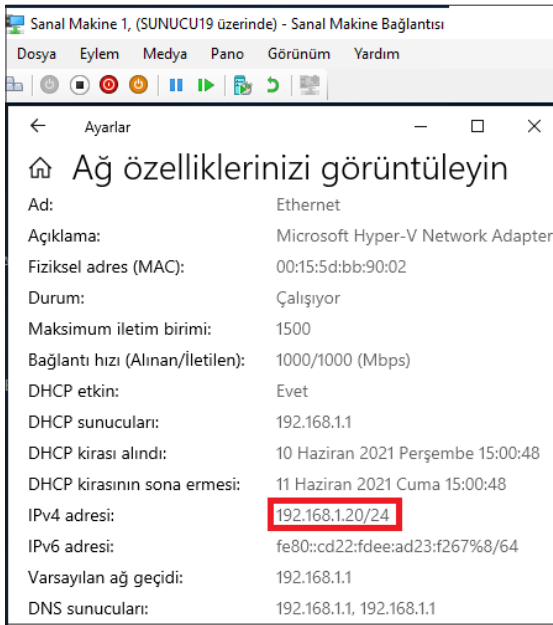 Sanal Makine 1, (SUNUCU19 üzerinde) - Sanal Makine Bağlantısı
Dosya Eylem Medya Pano Görünüm Yardım
Ayarlar
Ağ özelliklerinizi görüntüleyin
Ad: Ethernet
Açıklama: Microsoft Hyper-V Network Adapter
Fiziksel adres (MAC): 00:15:5d:bb:90:02
Durum: Çalışıyor
Maksimum iletim birimi: 1500
Bağlantı hızı (Alınan/İletilen): 1000/1000 (Mbps)
DHCP etkin: Evet
DHCP sunucuları: 192.168.1.1
DHCP kirası alındı: 10 Haziran 2021 Perşembe 15:00:48
DHCP kirasının sona ermesi: 11 Haziran 2021 Cuma 15:00:48
IPv4 adresi: 192.168.1.20/24
IPv6 adresi: fe80::cd22:fdee:ad23:f267%8/64
Varsayılan ağ geçidi: 192.168.1.1
DNS sunucuları: 192.168.1.1, 192.168.1.1